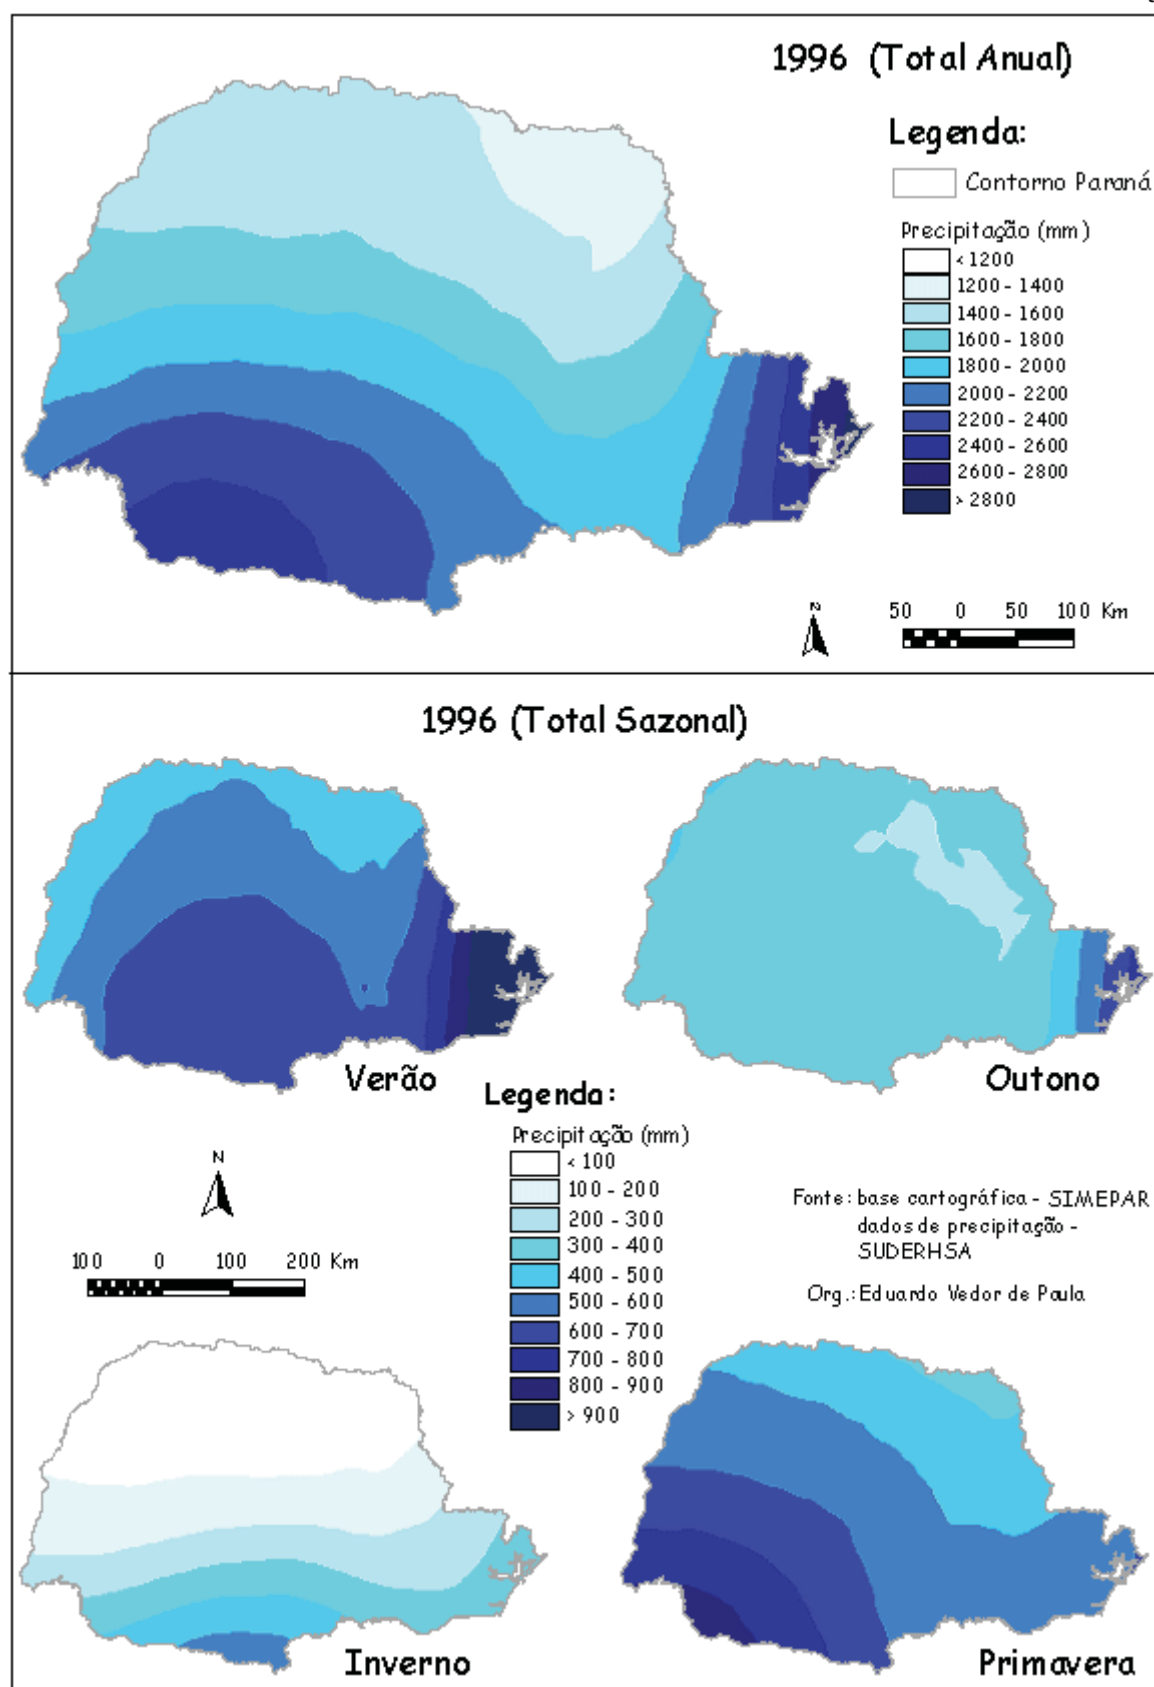 1996 (Total Anual)
Legenda:
Contorno Paraná
Precipitação (mm)
< 1200
1200 - 1400
1400 - 1600
1600 - 1800
1800 - 2000
2000 - 2200
2200 - 2400
2400 - 2600
2600 - 2800
> 2800
N
50 0 50 100 Km
1996 (Total Sazonal)
Verão
Outono
Legenda:
Precipitação (mm)
< 100
100 - 200
200 - 300
300 - 400
400 - 500
500 - 600
600 - 700
700 - 800
800 - 900
> 900
N
100 0 100 200 Km
Fonte: base cartográfica - SIMEPAR
dados de precipitação -
SUDERHSA
Org.: Eduardo Vedor de Paula
Inverno
Primavera